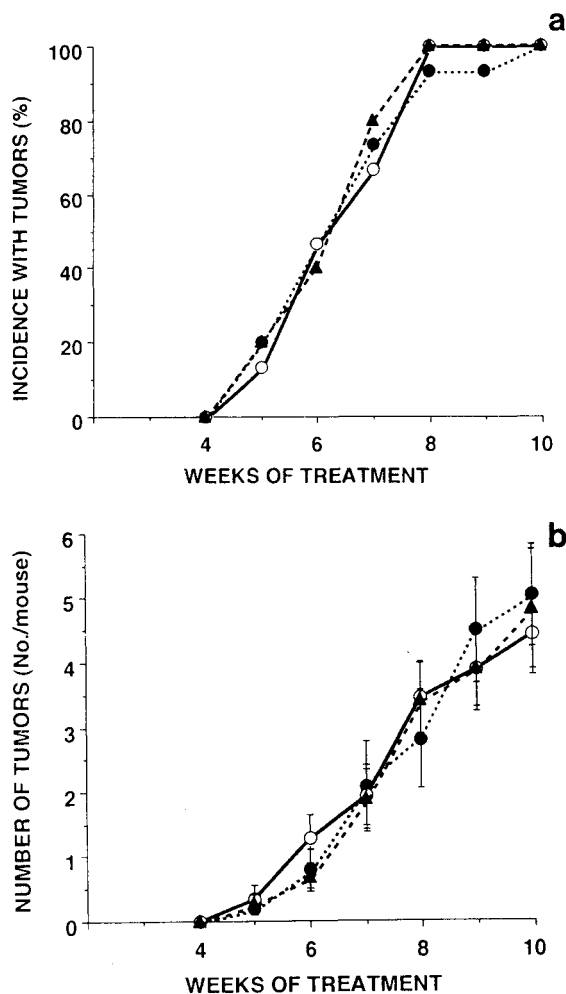 a
100
80
60
40
20
0
INCIDENCE WITH TUMORS (%)
4 6 8 10
WEEKS OF TREATMENT
b
6
5
4
3
2
1
0
NUMBER OF TUMORS (No./mouse)
4 6 8 10
WEEKS OF TREATMENT